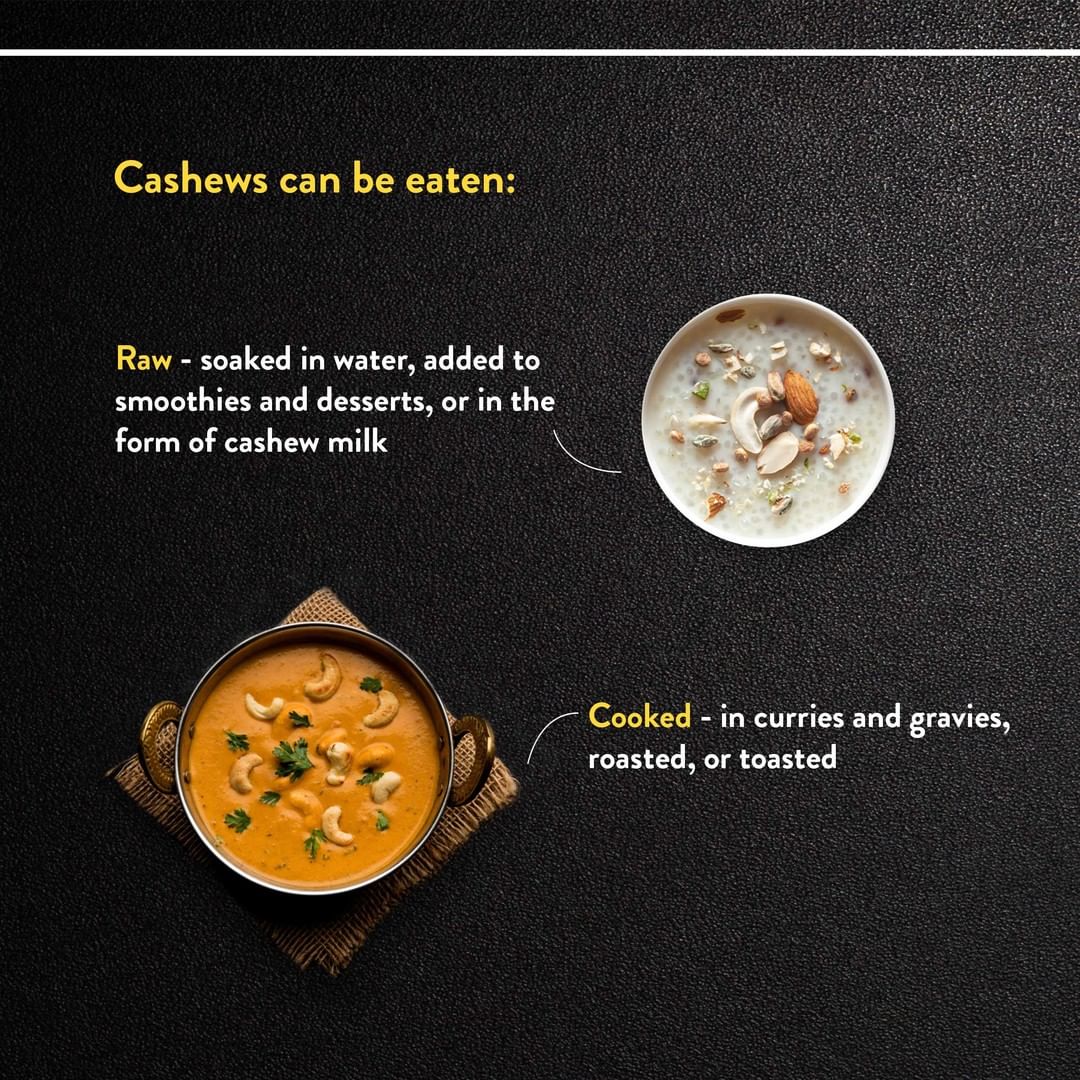 Cashews can be eaten:
Raw - soaked in water, added to
smoothies and desserts, or in the
form of cashew milk
Cooked - in curries and gravies,
roasted, or toasted